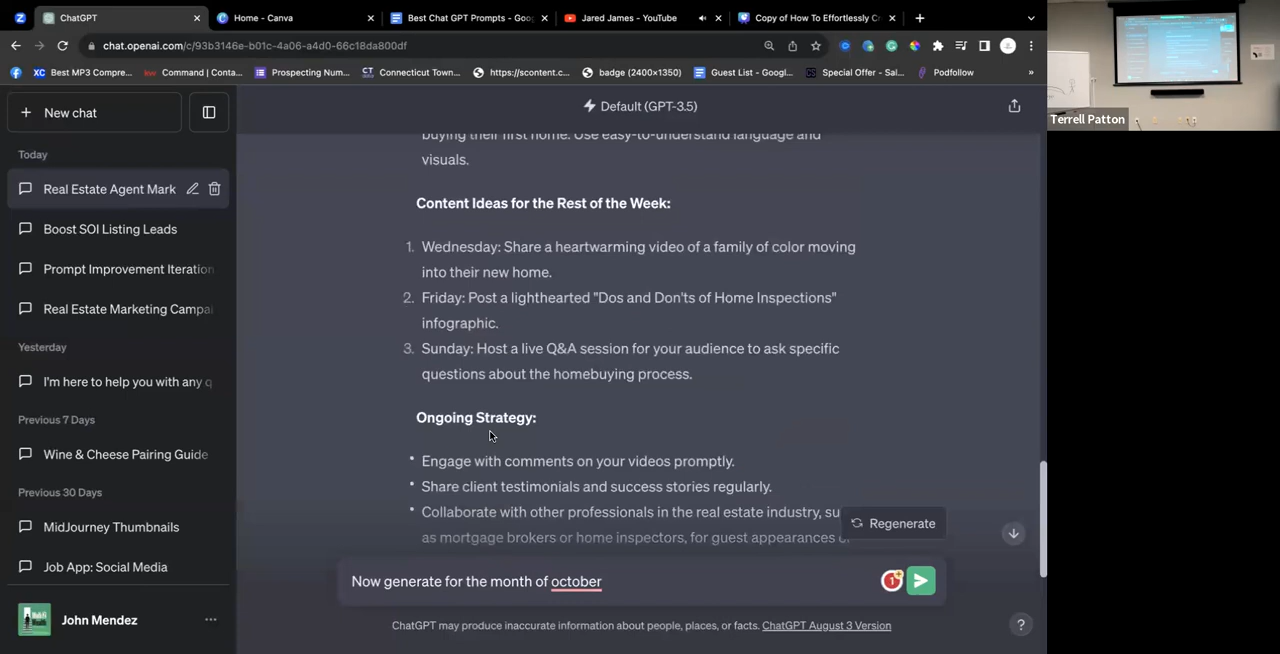 ChatGPT
Home - Canva
Best Chat GPT Prompts - Goo
Jared James - YouTube
Copy of How To Effortlessly Cr
chat.openai.com/c/93b3146e-b01c-4a06-a4d0-66c18da800df
Best MP3 Compre...
Command | Conta...
Prospecting Num...
Connecticut Town...
https://scontent.c...
badge (2400×1350)
Guest List - Googl...
Special Offer - Sal...
Podfollow
»
New chat
Default (GPT-3.5)
Terrell Patton
Today
Real Estate Agent Mark
Boost SOI Listing Leads
Prompt Improvement Iteration
Real Estate Marketing Campai
Yesterday
I'm here to help you with any q
Previous 7 Days
Wine & Cheese Pairing Guide
Previous 30 Days
MidJourney Thumbnails
Job App: Social Media
John Mendez
buying their first home. Use easy-to-understand language and
visuals.
Content Ideas for the Rest of the Week:
1. Wednesday: Share a heartwarming video of a family of color moving
into their new home.
2. Friday: Post a lighthearted "Dos and Don'ts of Home Inspections"
infographic.
3. Sunday: Host a live Q&A session for your audience to ask specific
questions about the homebuying process.
Ongoing Strategy:
• Engage with comments on your videos promptly.
• Share client testimonials and success stories regularly.
• Collaborate with other professionals in the real estate industry, su
as mortgage brokers or home inspectors, for guest appearances o
Regenerate
Now generate for the month of october
1
ChatGPT may produce inaccurate information about people, places, or facts. ChatGPT August 3 Version
?